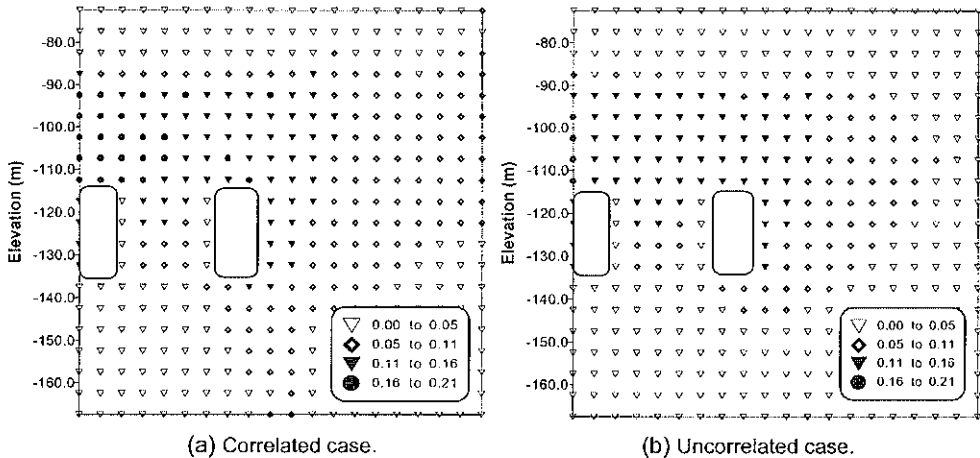 Elevation (m)
-80.0
-90.0
-100.0
-110.0
-120.0
-130.0
-140.0
-150.0
-160.0
0.00 to 0.05
0.05 to 0.11
0.11 to 0.16
0.16 to 0.21
(a) Correlated case.
Elevation (m)
-80.0
-90.0
-100.0
-110.0
-120.0
-130.0
-140.0
-150.0
-160.0
0.00 to 0.05
0.05 to 0.11
0.11 to 0.16
0.16 to 0.21
(b) Uncorrelated case.